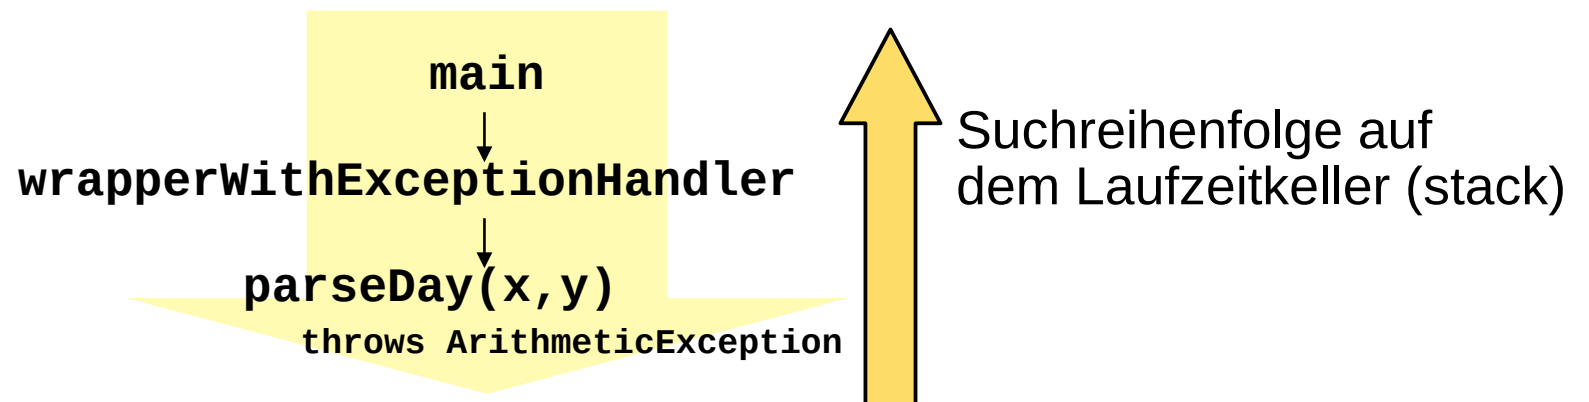 main
wrapperWithExceptionHandler
parseDay(x,y)
throws ArithmeticException
Suchreihenfolge auf
dem Laufzeitkeller (stack)